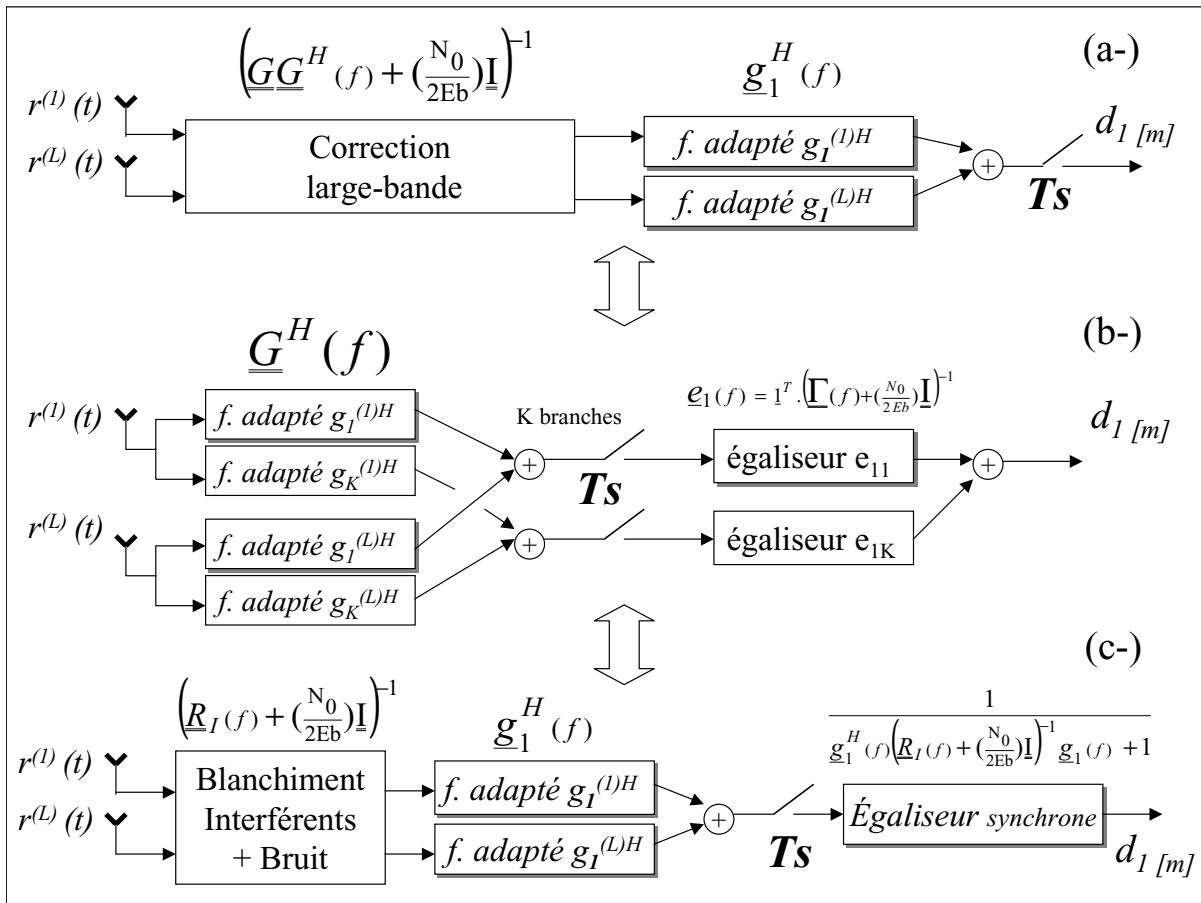 (a-)
(G G^H (f) + (N0/2Eb) I)^–1
g1^H (f)
r^(1) (t)
r^(L) (t)
Correction
large-bande
f. adapté g1^(1)H
f. adapté g1^(L)H
+
Ts
d1 [m]
(b-)
G^H (f)
e1(f) = 1^T .(Γ(f)+(N0/2Eb) I)^–1
r^(1) (t)
r^(L) (t)
f. adapté g1^(1)H
f. adapté gK^(1)H
f. adapté g1^(L)H
f. adapté gK^(L)H
K branches
+
+
Ts
égaliseur e11
égaliseur e1K
+
d1 [m]
(c-)
(RI(f) + (N0/2Eb) I)^–1
g1^H (f)
1
g1^H(f)(RI(f) + (N0/2Eb) I)^–1 g1(f) +1
r^(1) (t)
r^(L) (t)
Blanchiment
Interférents
+ Bruit
f. adapté g1^(1)H
f. adapté g1^(L)H
+
Ts
Égaliseur synchrone
d1 [m]